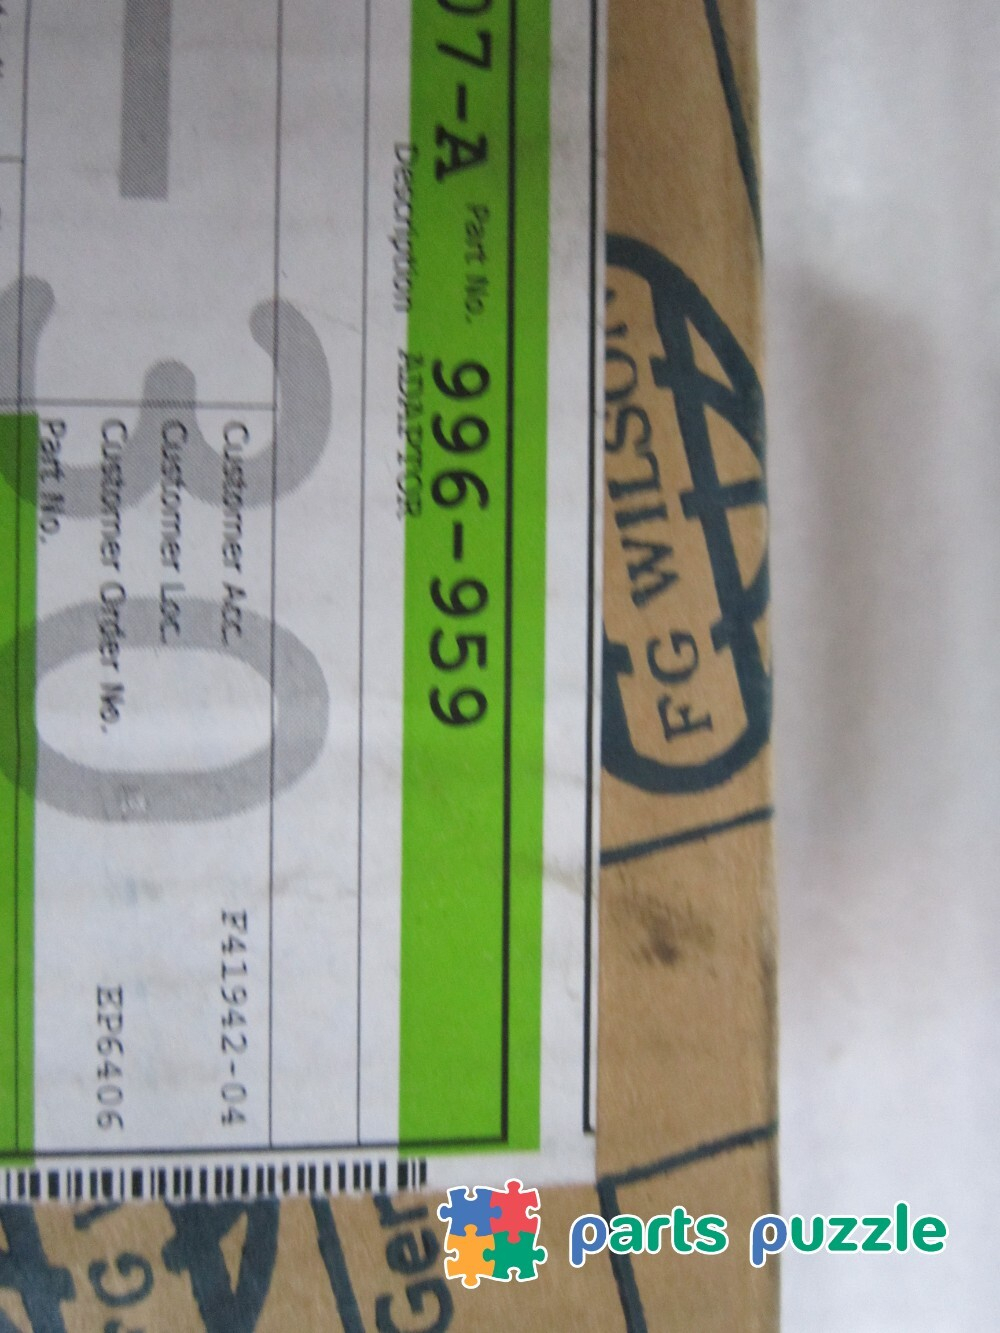 07-A Part No. 996-959
Description ADAPTOR
Customer Acc. F41942-04
Customer Loc.
Customer Order No. EP6406
Part No.
30
FG WILSON
parts puzzle